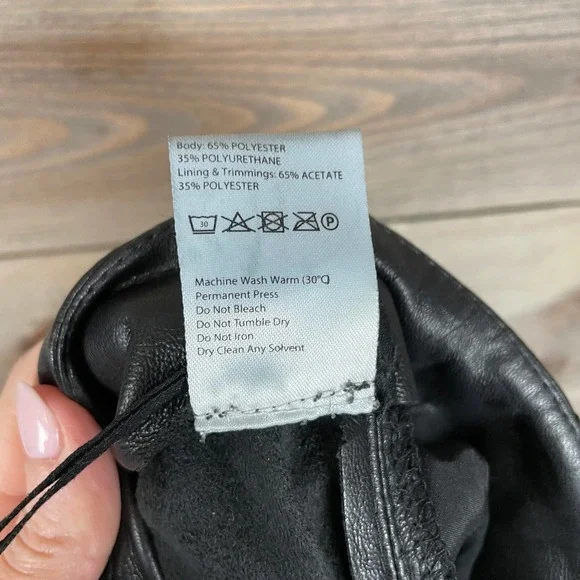 Body: 65% POLYESTER
35% POLYURETHANE
Lining & Trimmings: 65% ACETATE
35% POLYESTER
30 P
Machine Wash Warm (30°C)
Permanent Press
Do Not Bleach
Do Not Tumble Dry
Do Not Iron
Dry Clean Any Solvent